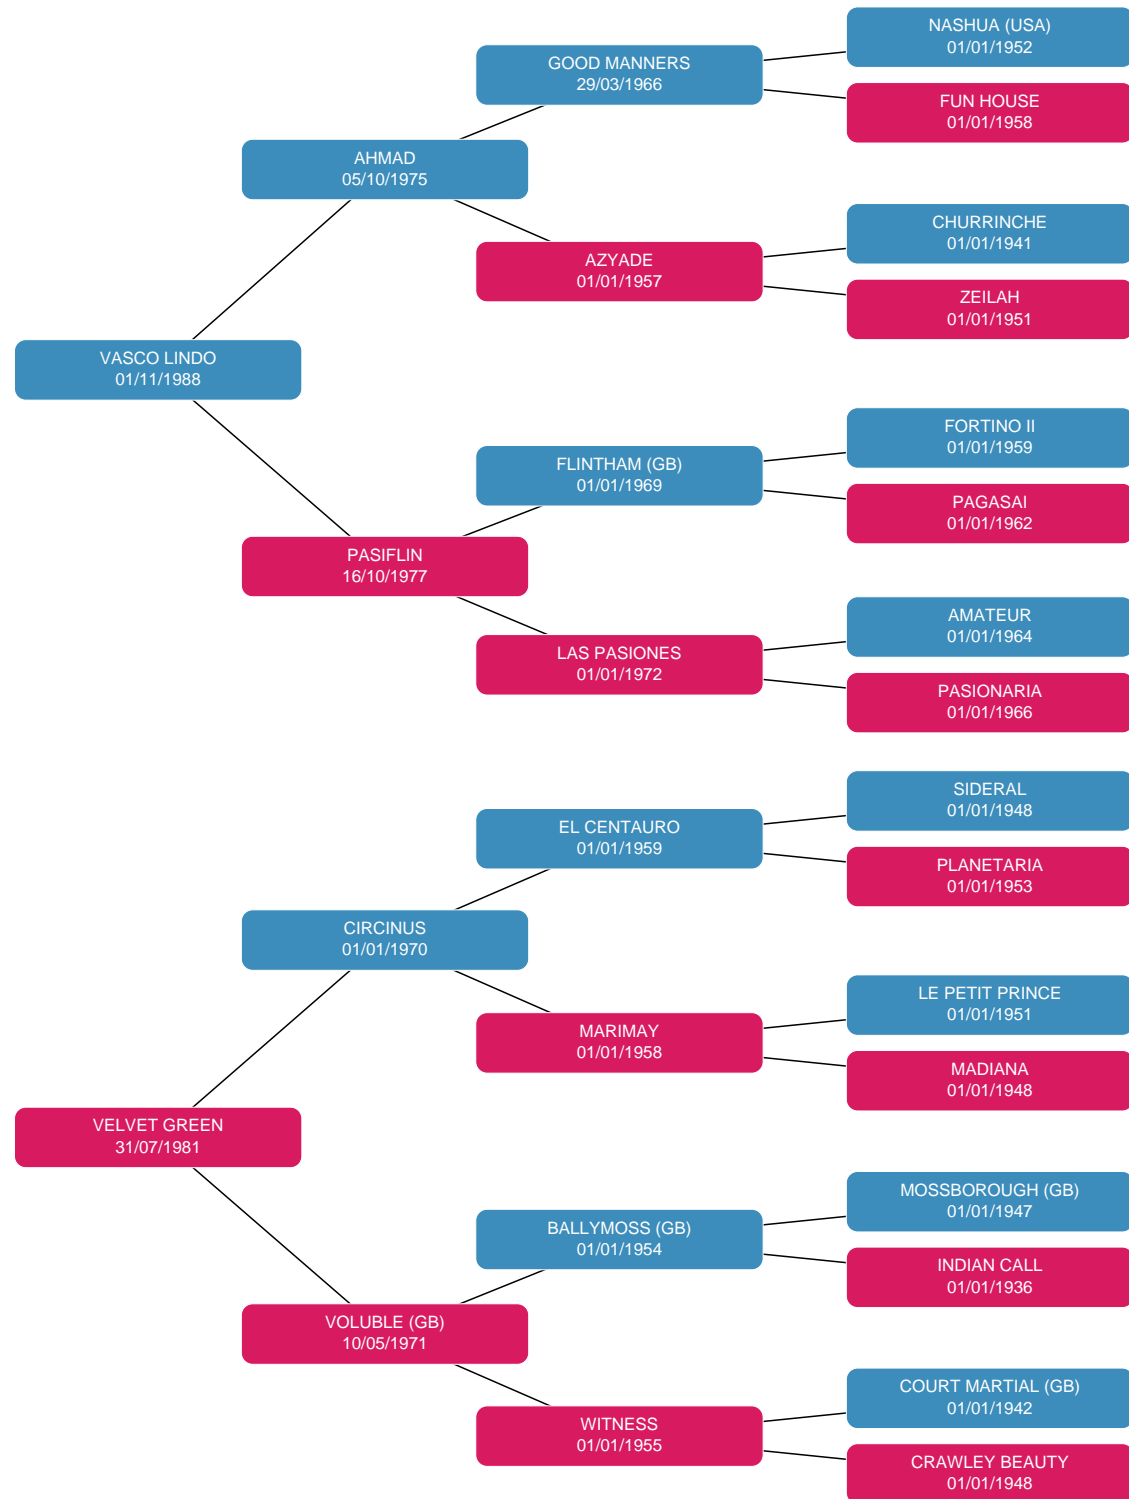 NASHUA (USA)
01/01/1952
GOOD MANNERS
29/03/1966
FUN HOUSE
01/01/1958
AHMAD
05/10/1975
CHURRINCHE
01/01/1941
AZYADE
01/01/1957
ZEILAH
01/01/1951
VASCO LINDO
01/11/1988
FORTINO II
01/01/1959
FLINTHAM (GB)
01/01/1969
PAGASAI
01/01/1962
PASIFLIN
16/10/1977
AMATEUR
01/01/1964
LAS PASIONES
01/01/1972
PASIONARIA
01/01/1966
SIDERAL
01/01/1948
EL CENTAURO
01/01/1959
PLANETARIA
01/01/1953
CIRCINUS
01/01/1970
LE PETIT PRINCE
01/01/1951
MARIMAY
01/01/1958
MADIANA
01/01/1948
VELVET GREEN
31/07/1981
MOSSBOROUGH (GB)
01/01/1947
BALLYMOSS (GB)
01/01/1954
INDIAN CALL
01/01/1936
VOLUBLE (GB)
10/05/1971
COURT MARTIAL (GB)
01/01/1942
WITNESS
01/01/1955
CRAWLEY BEAUTY
01/01/1948